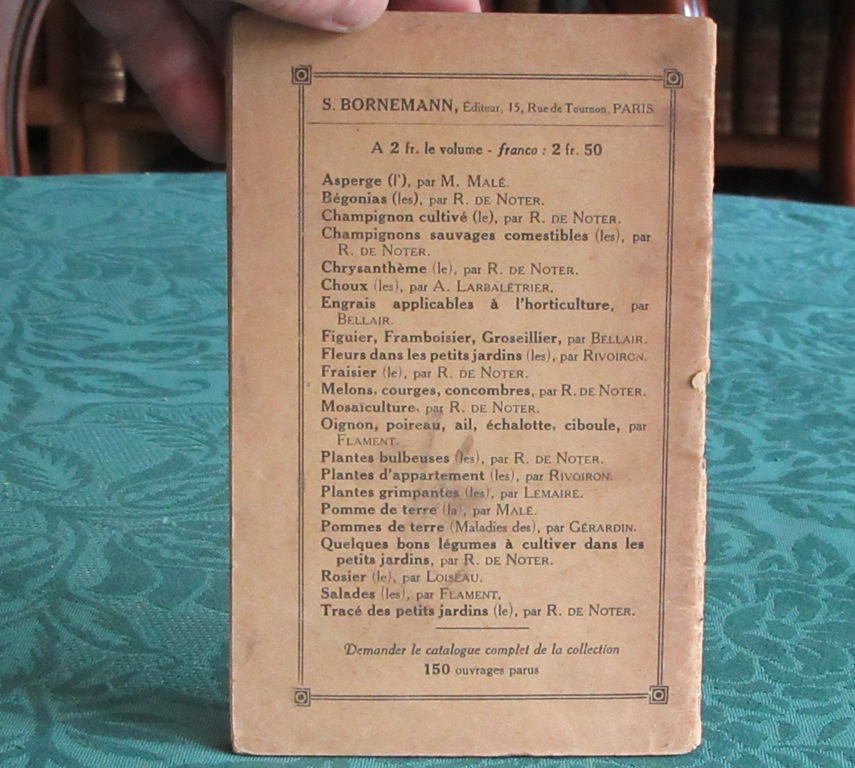 S. BORNEMANN, Éditeur, 15, Rue de Tournon, PARIS
A 2 fr. le volume - franco : 2 fr. 50
Asperge (l'), par M. MALÉ.
Bégonias (les), par R. DE NOTER.
Champignon cultivé (le), par R. DE NOTER.
Champignons sauvages comestibles (les), par
R. DE NOTER.
Chrysanthème (le), par R. DE NOTER.
Choux (les), par A. LARBALÉTRIER.
Engrais applicables à l'horticulture, par
BELLAIR.
Figuier, Framboisier, Groseillier, par BELLAIR.
Fleurs dans les petits jardins (les), par RIVOIRON.
Fraisier (le), par R. DE NOTER.
Melons, courges, concombres, par R. DE NOTER.
Mosaïculture, par R. DE NOTER.
Oignon, poireau, ail, échalotte, ciboule, par
FLAMENT.
Plantes bulbeuses (les), par R. DE NOTER.
Plantes d'appartement (les), par RIVOIRON.
Plantes grimpantes (les), par LEMAIRE.
Pomme de terre (la), par MALÉ.
Pommes de terre (Maladies des), par GÉRARDIN.
Quelques bons légumes à cultiver dans les
petits jardins, par R. DE NOTER.
Rosier (le), par LOISEAU.
Salades (les), par FLAMENT.
Tracé des petits jardins (le), par R. DE NOTER.
Demander le catalogue complet de la collection
150 ouvrages parus